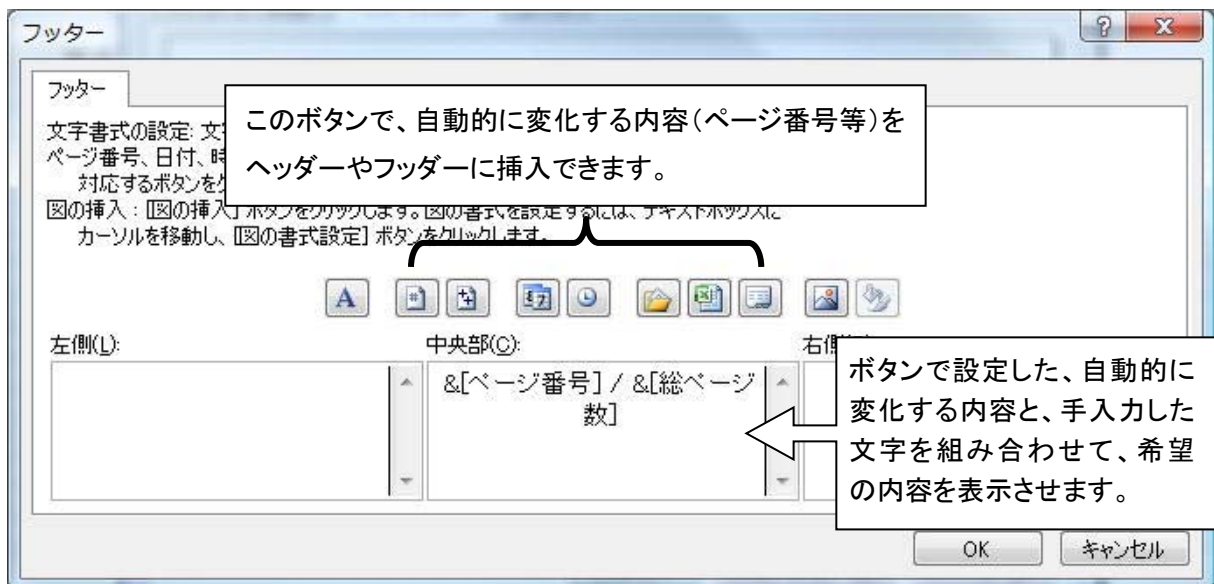 フッター
フッター
文字書式の設定: 文
ページ番号、日付、
対応するボタンを
このボタンで、自動的に変化する内容(ページ番号等)を
ヘッダーやフッダーに挿入できます。
図の挿入: [図の挿入] ボタンをクリックします。図の書式を設定するには、テキストボックスに
カーソルを移動し、[図の書式設定] ボタンをクリックします。
左側(L):
中央部(C):
&[ページ番号] / &[総ページ
数]
ボタンで設定した、自動的に
変化する内容と、手入力した
文字を組み合わせて、希望
の内容を表示させます。
OK
キャンセル